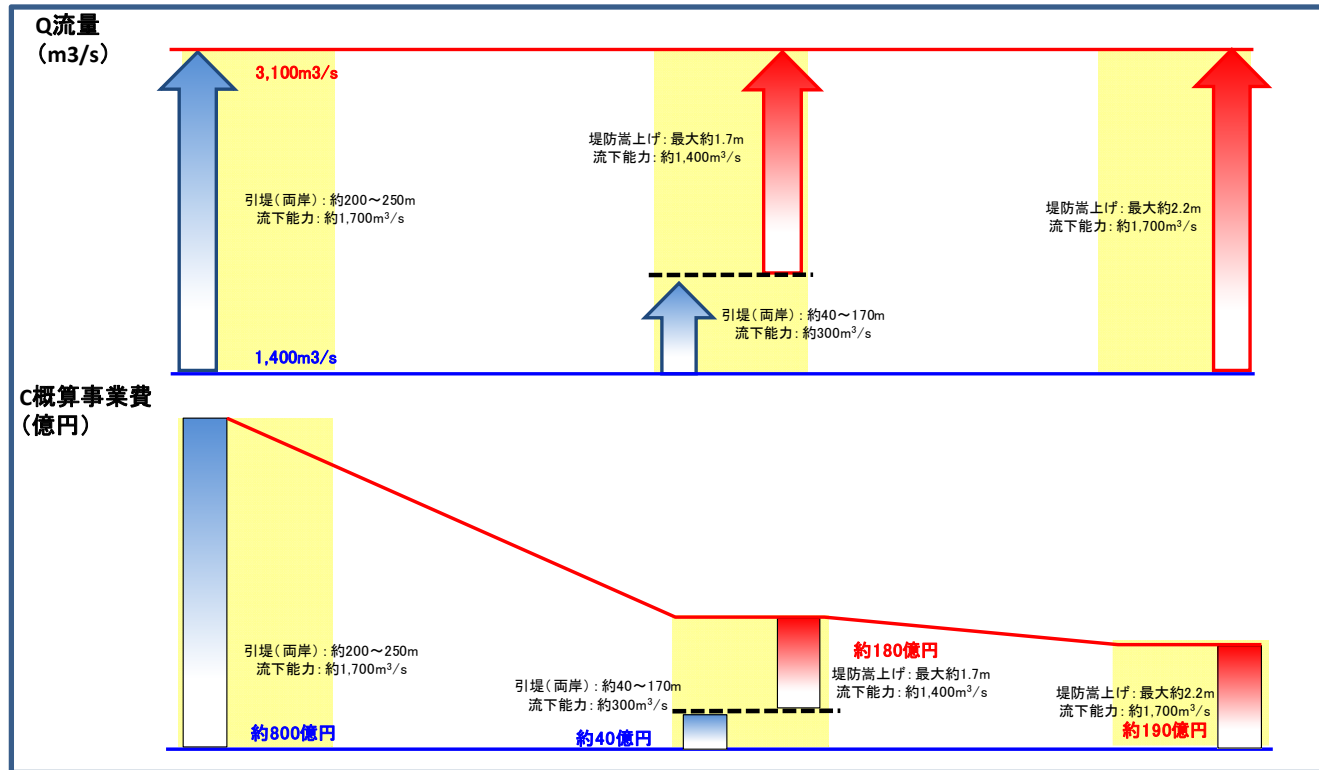 Q流量
(m3/s)
3,100m3/s
堤防嵩上げ：最大約1.7m
流下能力：約1,400m³/s
引堤（両岸）：約200～250m
流下能力：約1,700m³/s
堤防嵩上げ：最大約2.2m
流下能力：約1,700m³/s
引堤（両岸）：約40～170m
流下能力：約300m³/s
1,400m3/s
C概算事業費
(億円)
引堤（両岸）：約200～250m
流下能力：約1,700m³/s
約180億円
堤防嵩上げ：最大約1.7m
流下能力：約1,400m³/s
引堤（両岸）：約40～170m
流下能力：約300m³/s
堤防嵩上げ：最大約2.2m
流下能力：約1,700m³/s
約800億円
約40億円
約190億円